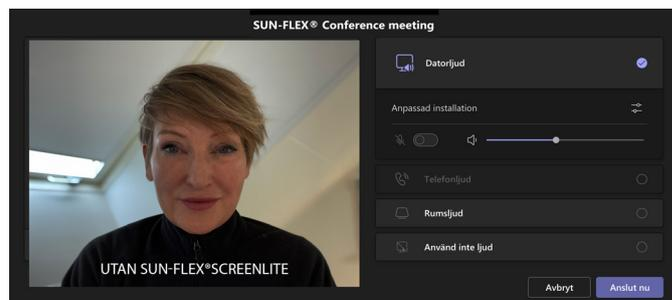 SUN-FLEX® Conference meeting
Datorljud
Anpassad installation
Telefonljud
Rumsljud
Använd inte ljud
UTAN SUN-FLEX®SCREENLITE
Avbryt
Anslut nu